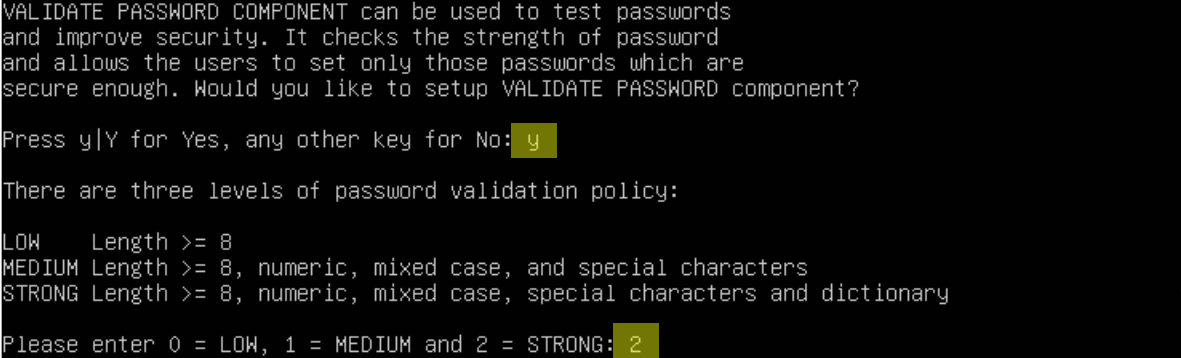 VALIDATE PASSWORD COMPONENT can be used to test passwords
and improve security. It checks the strength of password
and allows the users to set only those passwords which are
secure enough. Would you like to setup VALIDATE PASSWORD component?
Press y|Y for Yes, any other key for No: y
There are three levels of password validation policy:
LOW    Length >= 8
MEDIUM Length >= 8, numeric, mixed case, and special characters
STRONG Length >= 8, numeric, mixed case, special characters and dictionary
Please enter 0 = LOW, 1 = MEDIUM and 2 = STRONG: 2